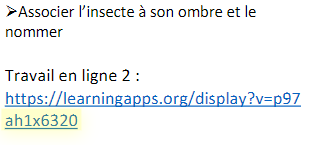 ➢Associer l’insecte à son ombre et le
nommer
Travail en ligne 2 :
https://learningapps.org/display?v=p97
ah1x6320